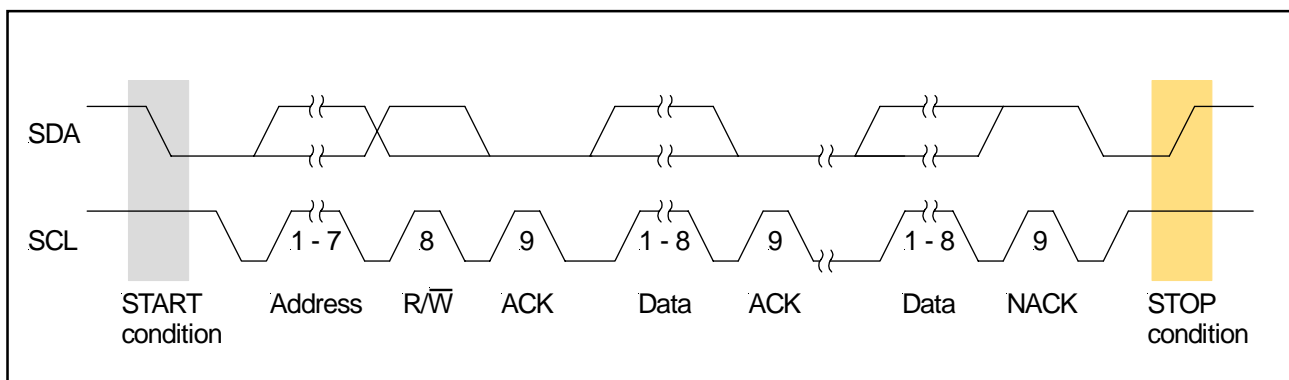 SDA
SCL
1 - 7 8 9 1 - 8 9 1 - 8 9
START condition Address R/W̅ ACK Data ACK Data NACK STOP condition